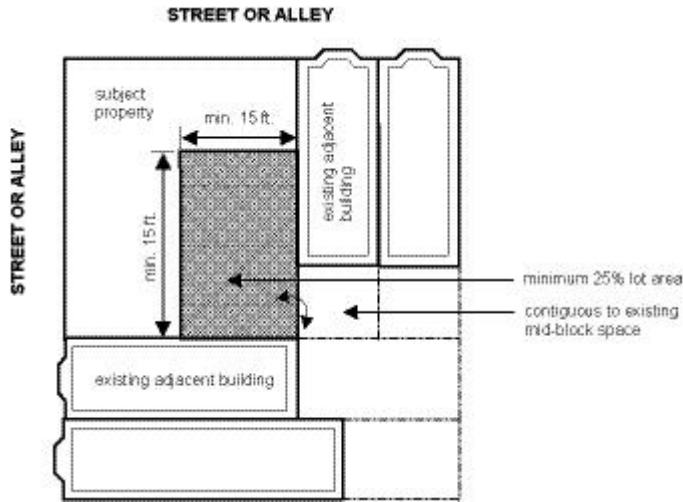 STREET OR ALLEY
STREET OR ALLEY
subject
property
min. 15 ft.
min. 15 ft.
existing adjacent
building
minimum 25% lot area
contiguous to existing
mid-block space
existing adjacent building